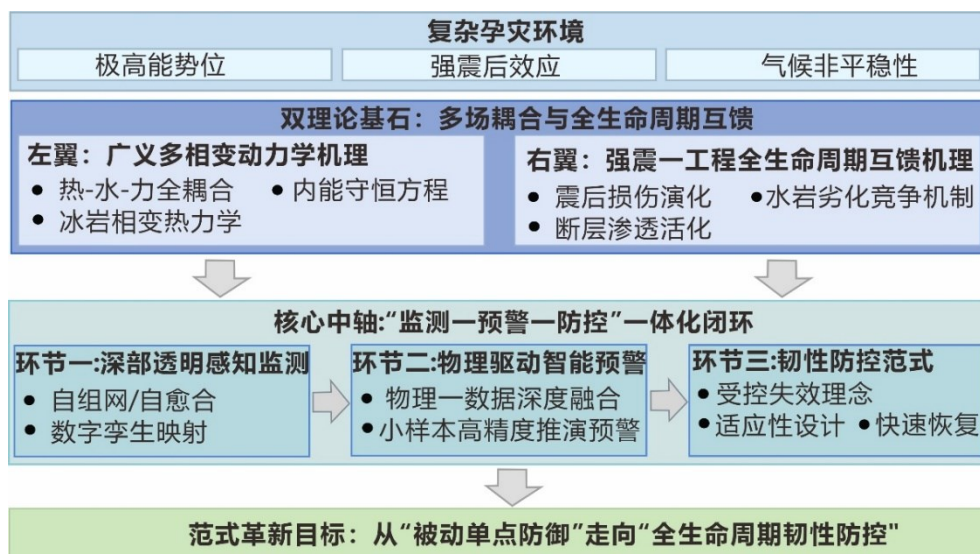 复杂孕灾环境
极高能势位
强震后效应
气候非平稳性
双理论基石：多场耦合与全生命周期互馈
左翼：广义多相变动力学机理
● 热-水-力全耦合 ● 内能守恒方程
● 冰岩相变热力学
右翼：强震一工程全生命周期互馈机理
● 震后损伤演化 ● 水岩劣化竞争机制
● 断层渗透活化
核心中轴:“监测一预警一防控”一体化闭环
环节一:深部透明感知监测
● 自组网/自愈合
● 数字孪生映射
环节二:物理驱动智能预警
● 物理一数据深度融合
● 小样本高精度推演预警
环节三:韧性防控范式
● 受控失效理念
● 适应性设计 ● 快速恢复
范式革新目标：从“被动单点防御”走向“全生命周期韧性防控"